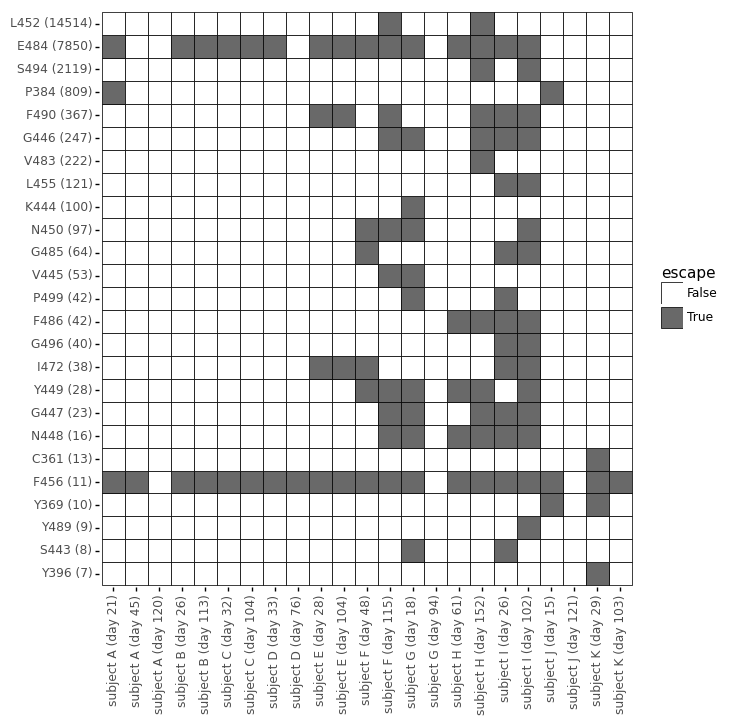 L452 (14514)
E484 (7850)
S494 (2119)
P384 (809)
F490 (367)
G446 (247)
V483 (222)
L455 (121)
K444 (100)
N450 (97)
G485 (64)
V445 (53)
P499 (42)
F486 (42)
G496 (40)
I472 (38)
Y449 (28)
G447 (23)
N448 (16)
C361 (13)
F456 (11)
Y369 (10)
Y489 (9)
S443 (8)
Y396 (7)
subject A (day 21)
subject A (day 45)
subject A (day 120)
subject B (day 26)
subject B (day 113)
subject C (day 32)
subject C (day 104)
subject D (day 33)
subject D (day 76)
subject E (day 28)
subject E (day 104)
subject F (day 48)
subject F (day 115)
subject G (day 18)
subject G (day 94)
subject H (day 61)
subject H (day 152)
subject I (day 26)
subject I (day 102)
subject J (day 15)
subject J (day 121)
subject K (day 29)
subject K (day 103)
escape
False
True